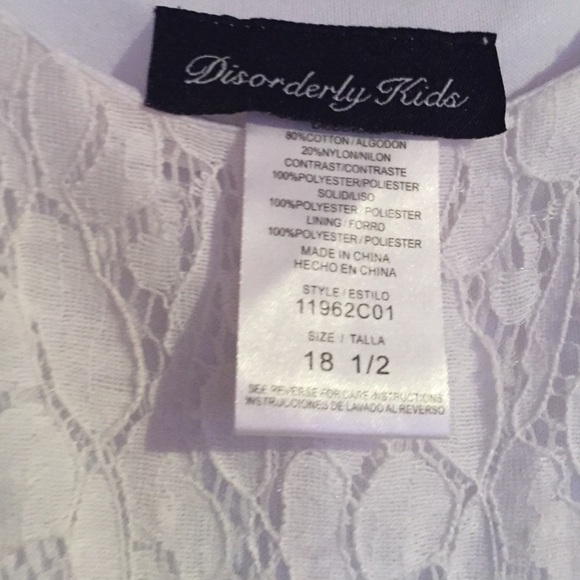 Disorderly Kids
80%COTTON/ALGODON
20%NYLON/NILON
CONTRAST/CONTRASTE
100%POLYESTER/POLIESTER
SOLID/LISO
100%POLYESTER/POLIESTER
LINING/FORRO
100%POLYESTER/POLIESTER
MADE IN CHINA
HECHO EN CHINA
STYLE/ESTILO
11962C01
SIZE / TALLA
18 1/2
SEE REVERSE FOR CARE INSTRUCTIONS
INSTRUCCIONES DE LAVADO AL REVERSO